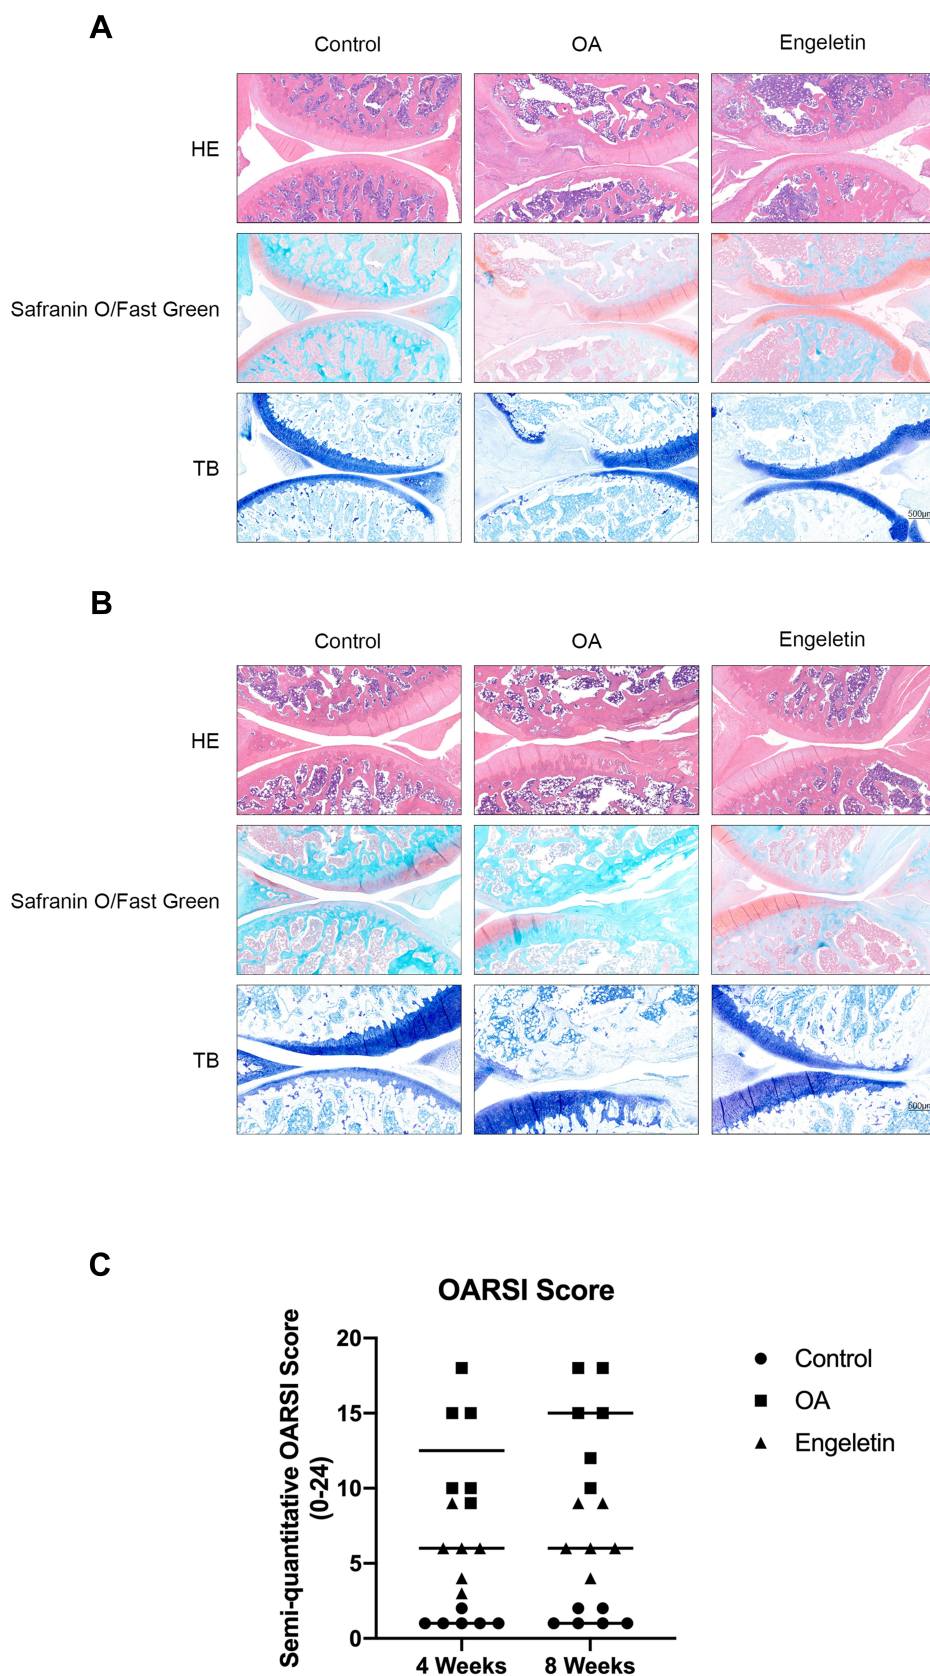 A
Control OA Engeletin
HE
Safranin O/Fast Green
TB
500μm
B
Control OA Engeletin
HE
Safranin O/Fast Green
TB
500μm
C
OARSI Score
Semi-quantitative OARSI Score
(0-24)
20
15
10
5
0
4 Weeks 8 Weeks
Control
OA
Engeletin